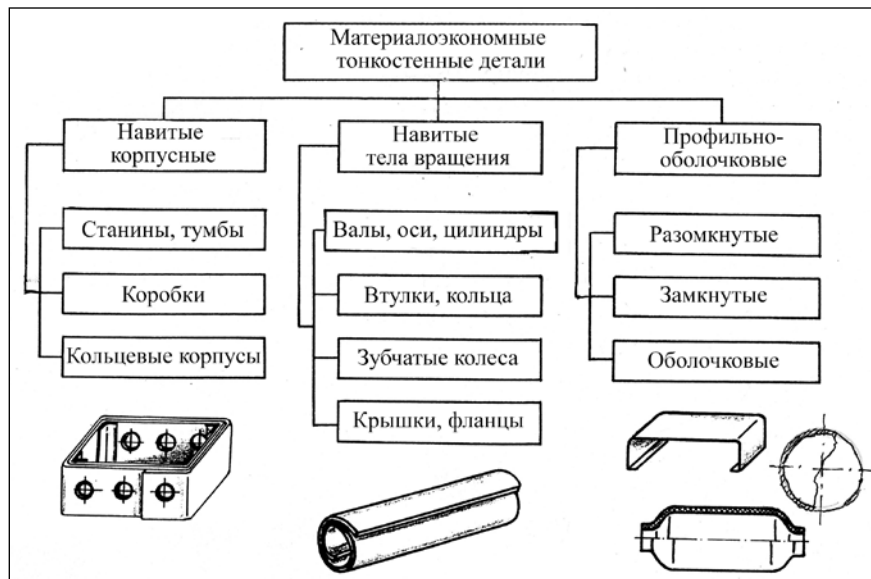 Материалоэкономные
тонкостенные детали
Навитые
корпусные
Навитые
тела вращения
Профильно-
оболочковые
Станины, тумбы
Коробки
Кольцевые корпусы
Валы, оси, цилиндры
Втулки, кольца
Зубчатые колеса
Крышки, фланцы
Разомкнутые
Замкнутые
Оболочковые